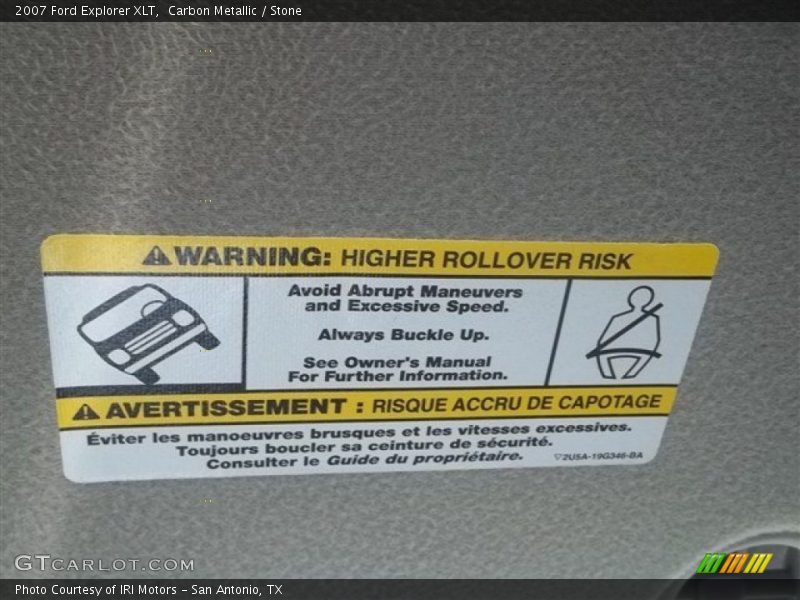 2007 Ford Explorer XLT,  Carbon Metallic / Stone
WARNING: HIGHER ROLLOVER RISK
Avoid Abrupt Maneuvers
and Excessive Speed.
Always Buckle Up.
See Owner's Manual
For Further Information.
AVERTISSEMENT : RISQUE ACCRU DE CAPOTAGE
Éviter les manoeuvres brusques et les vitesses excessives.
Toujours boucler sa ceinture de sécurité.
Consulter le Guide du propriétaire.
2U5A-19G346-BA
GTCARLOT.COM
Photo Courtesy of IRI Motors – San Antonio, TX